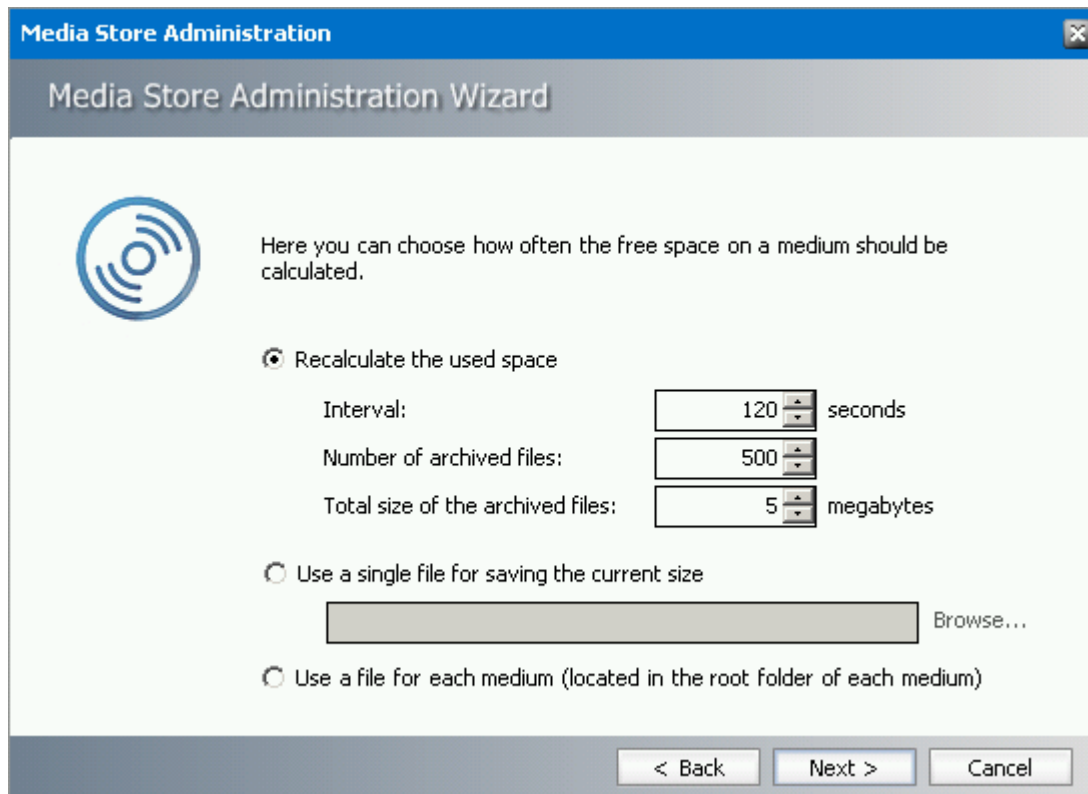 Media Store Administration
Media Store Administration Wizard
Here you can choose how often the free space on a medium should be
calculated.
Recalculate the used space
Interval: 120 seconds
Number of archived files: 500
Total size of the archived files: 5 megabytes
Use a single file for saving the current size
Browse...
Use a file for each medium (located in the root folder of each medium)
< Back Next > Cancel